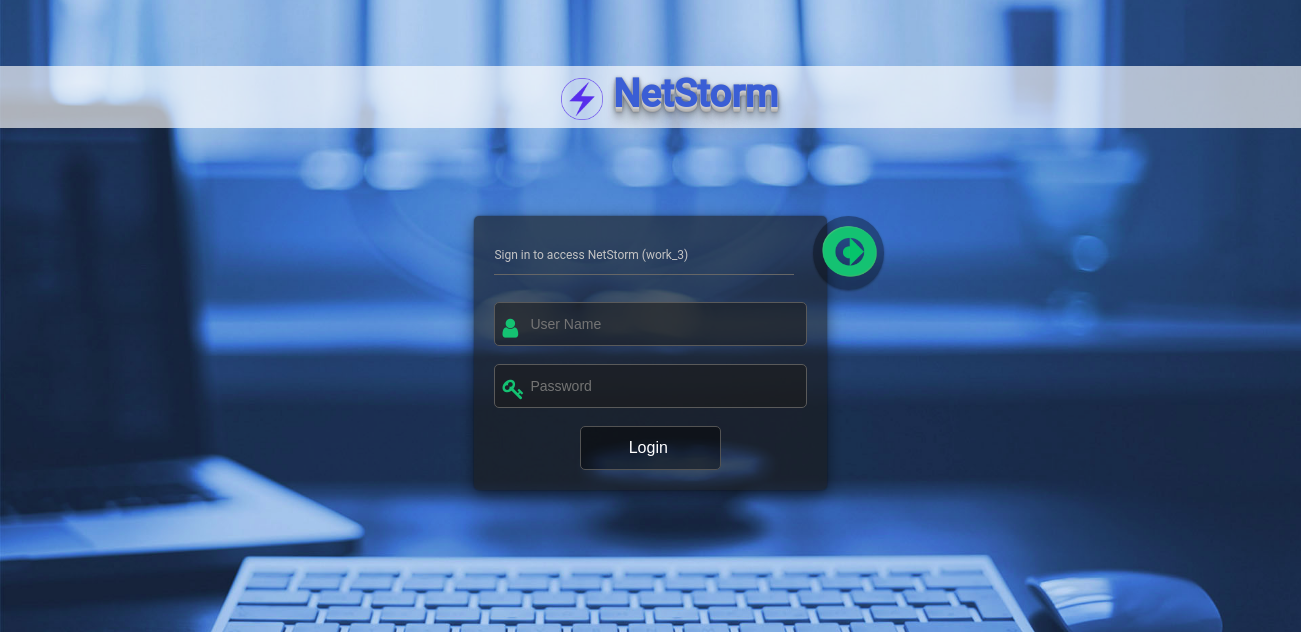 NetStorm
Sign in to access NetStorm (work_3)
User Name
Password
Login